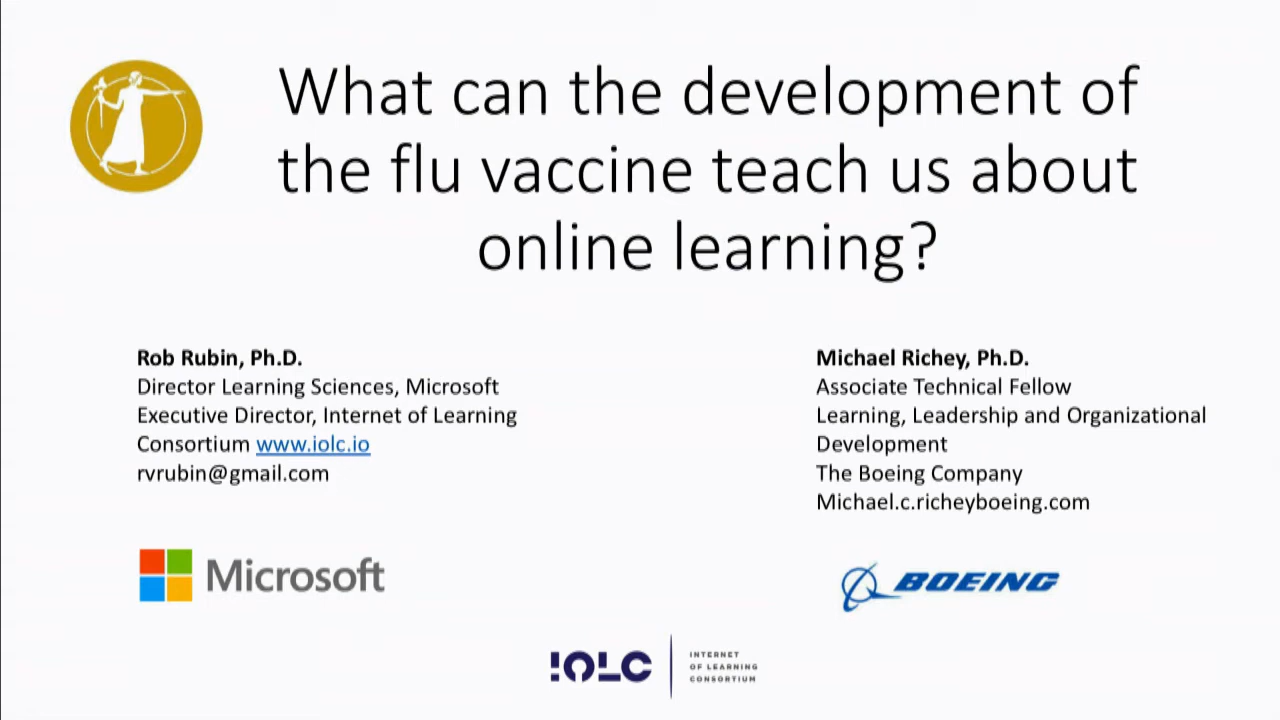 What can the development of
the flu vaccine teach us about
online learning?
Rob Rubin, Ph.D.
Director Learning Sciences, Microsoft
Executive Director, Internet of Learning
Consortium www.iolc.io
rvrubin@gmail.com
Michael Richey, Ph.D.
Associate Technical Fellow
Learning, Leadership and Organizational
Development
The Boeing Company
Michael.c.richeyboeing.com
Microsoft
BOEING
IOLC
INTERNET
OF LEARNING
CONSORTIUM